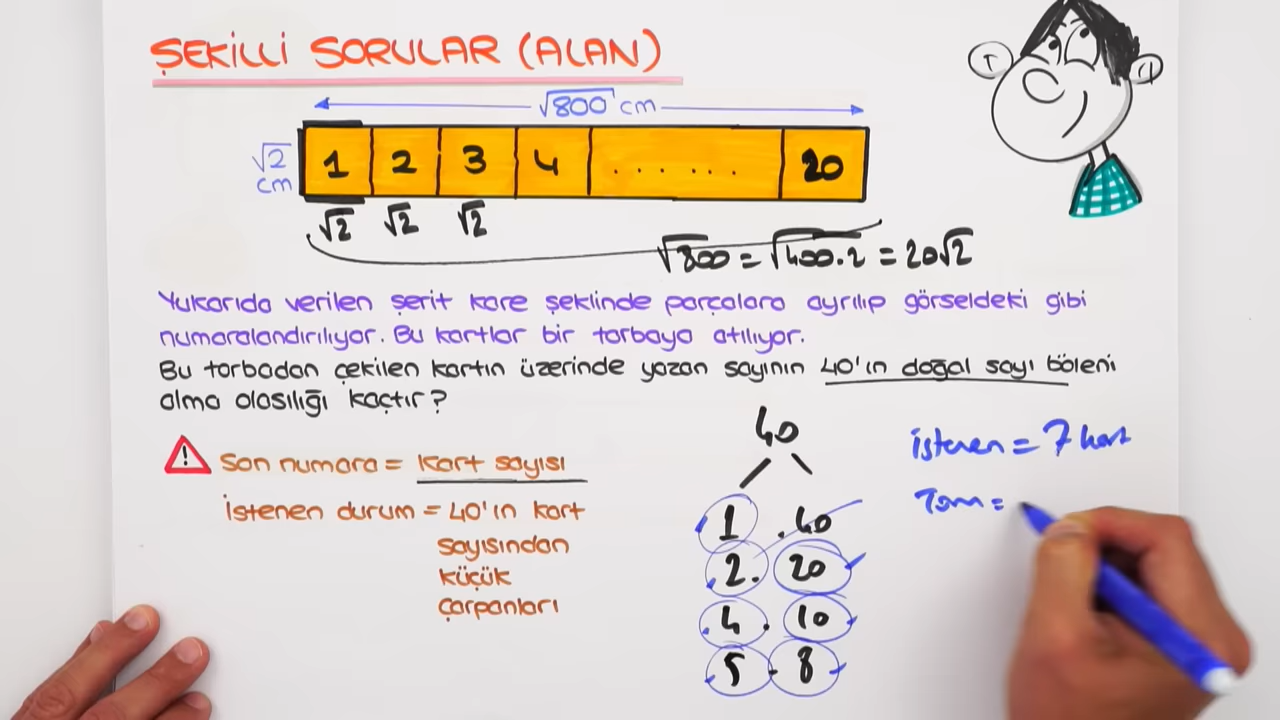 ŞEKİLLİ SORULAR (ALAN)
√800 cm
√2 cm
1 2 3 4 ...... 20
√2 √2 √2
√800 = √400.2 = 20√2
Yukarıda verilen şerit kare şeklinde parçalara ayrılıp görseldeki gibi
numaralandırılıyor. Bu kartlar bir torbaya atılıyor.
Bu torbadan çekilen kartın üzerinde yazan sayının 40'ın doğal sayı böleni
olma olasılığı kaçtır?
! Son numara = Kart sayısı
İstenen durum = 40'ın kart
sayısından
küçük
çarpanları
40
1 . 40
2 . 20
4 . 10
5 . 8
istenen = 7 kart
Tüm =